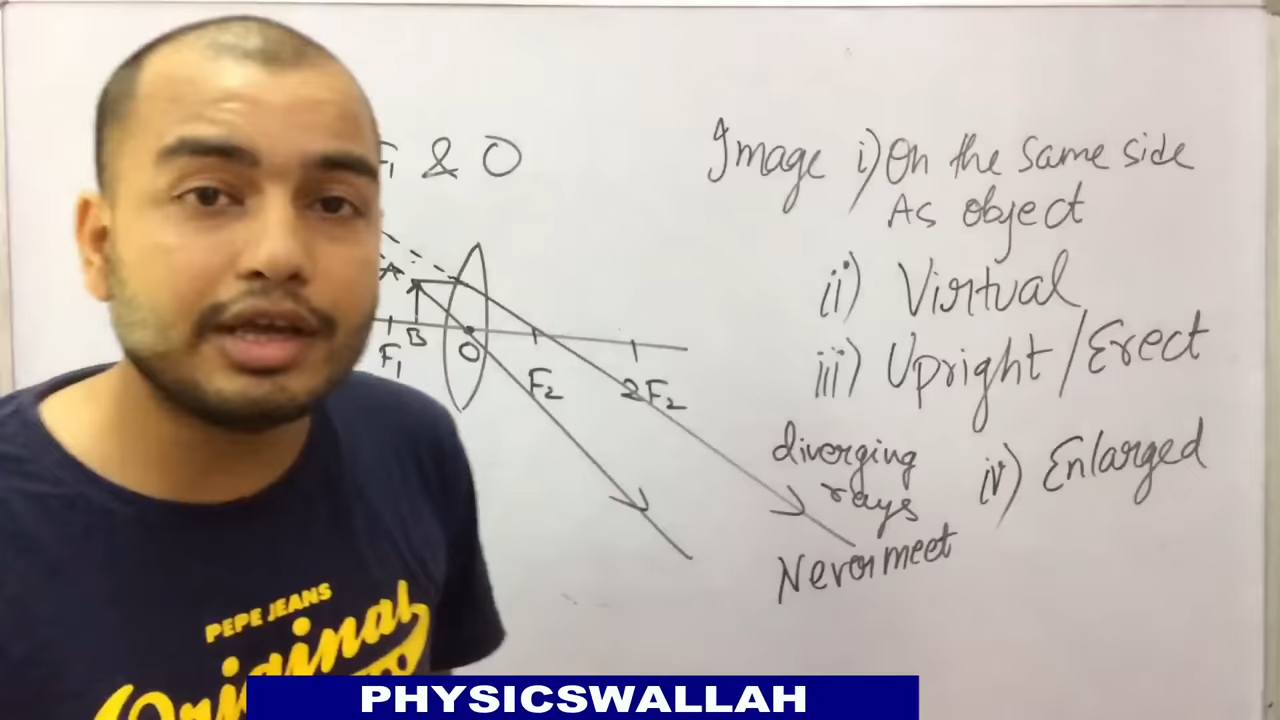 F₁ & O
Image i) On the same side
As object
ii) Virtual
iii) Upright / Erect
iv) Enlarged
diverging
rays
Never meet
A
B
F₁
O
F₂
2F₂
PEPE JEANS
Original
PHYSICSWALLAH